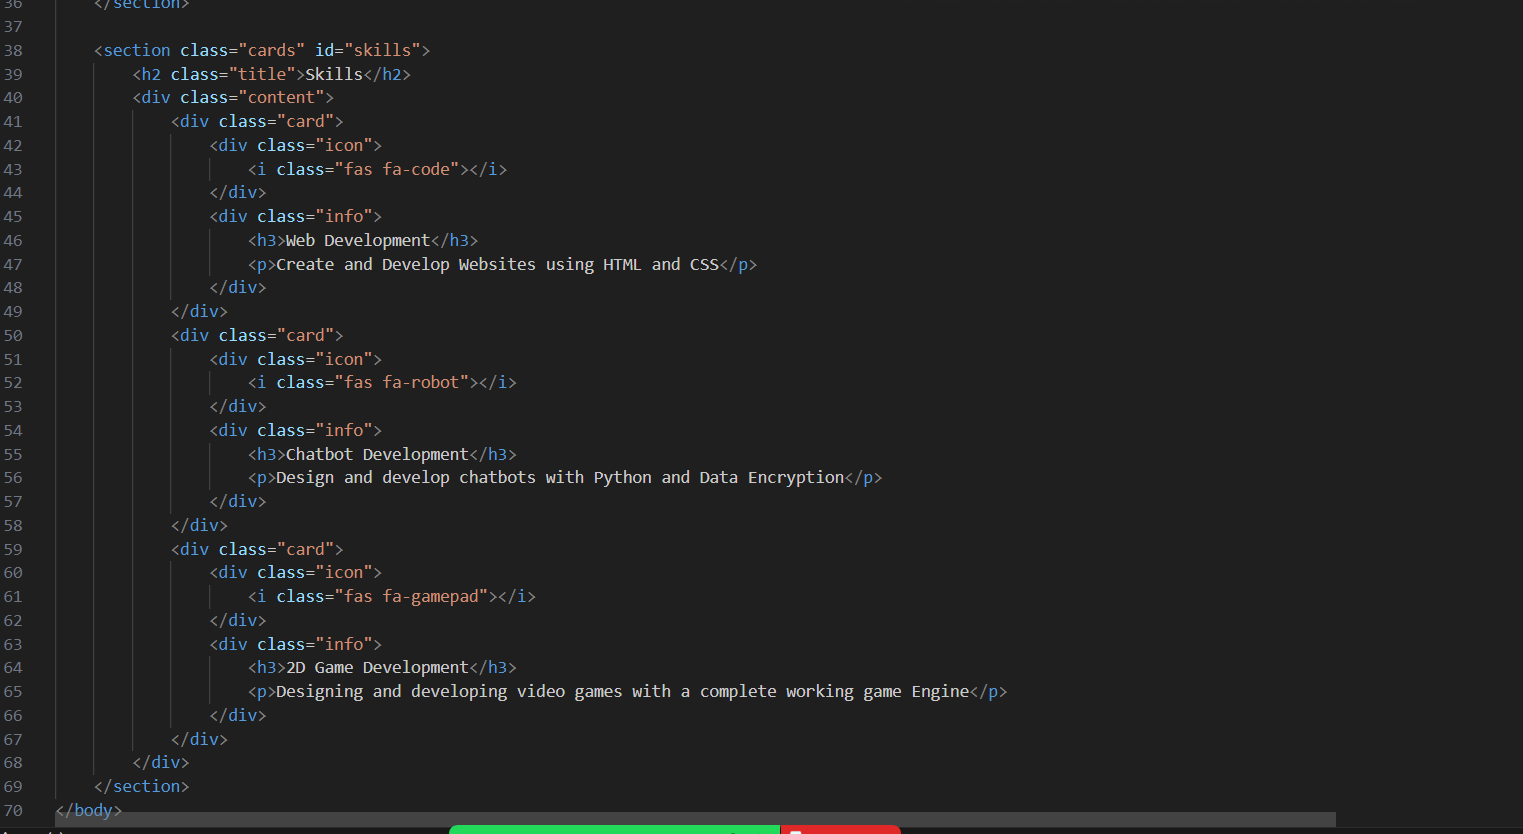 36 </section>
37
38 <section class="cards" id="skills">
39 <h2 class="title">Skills</h2>
40 <div class="content">
41 <div class="card">
42 <div class="icon">
43 <i class="fas fa-code"></i>
44 </div>
45 <div class="info">
46 <h3>Web Development</h3>
47 <p>Create and Develop Websites using HTML and CSS</p>
48 </div>
49 </div>
50 <div class="card">
51 <div class="icon">
52 <i class="fas fa-robot"></i>
53 </div>
54 <div class="info">
55 <h3>Chatbot Development</h3>
56 <p>Design and develop chatbots with Python and Data Encryption</p>
57 </div>
58 </div>
59 <div class="card">
60 <div class="icon">
61 <i class="fas fa-gamepad"></i>
62 </div>
63 <div class="info">
64 <h3>2D Game Development</h3>
65 <p>Designing and developing video games with a complete working game Engine</p>
66 </div>
67 </div>
68 </div>
69 </section>
70 </body>